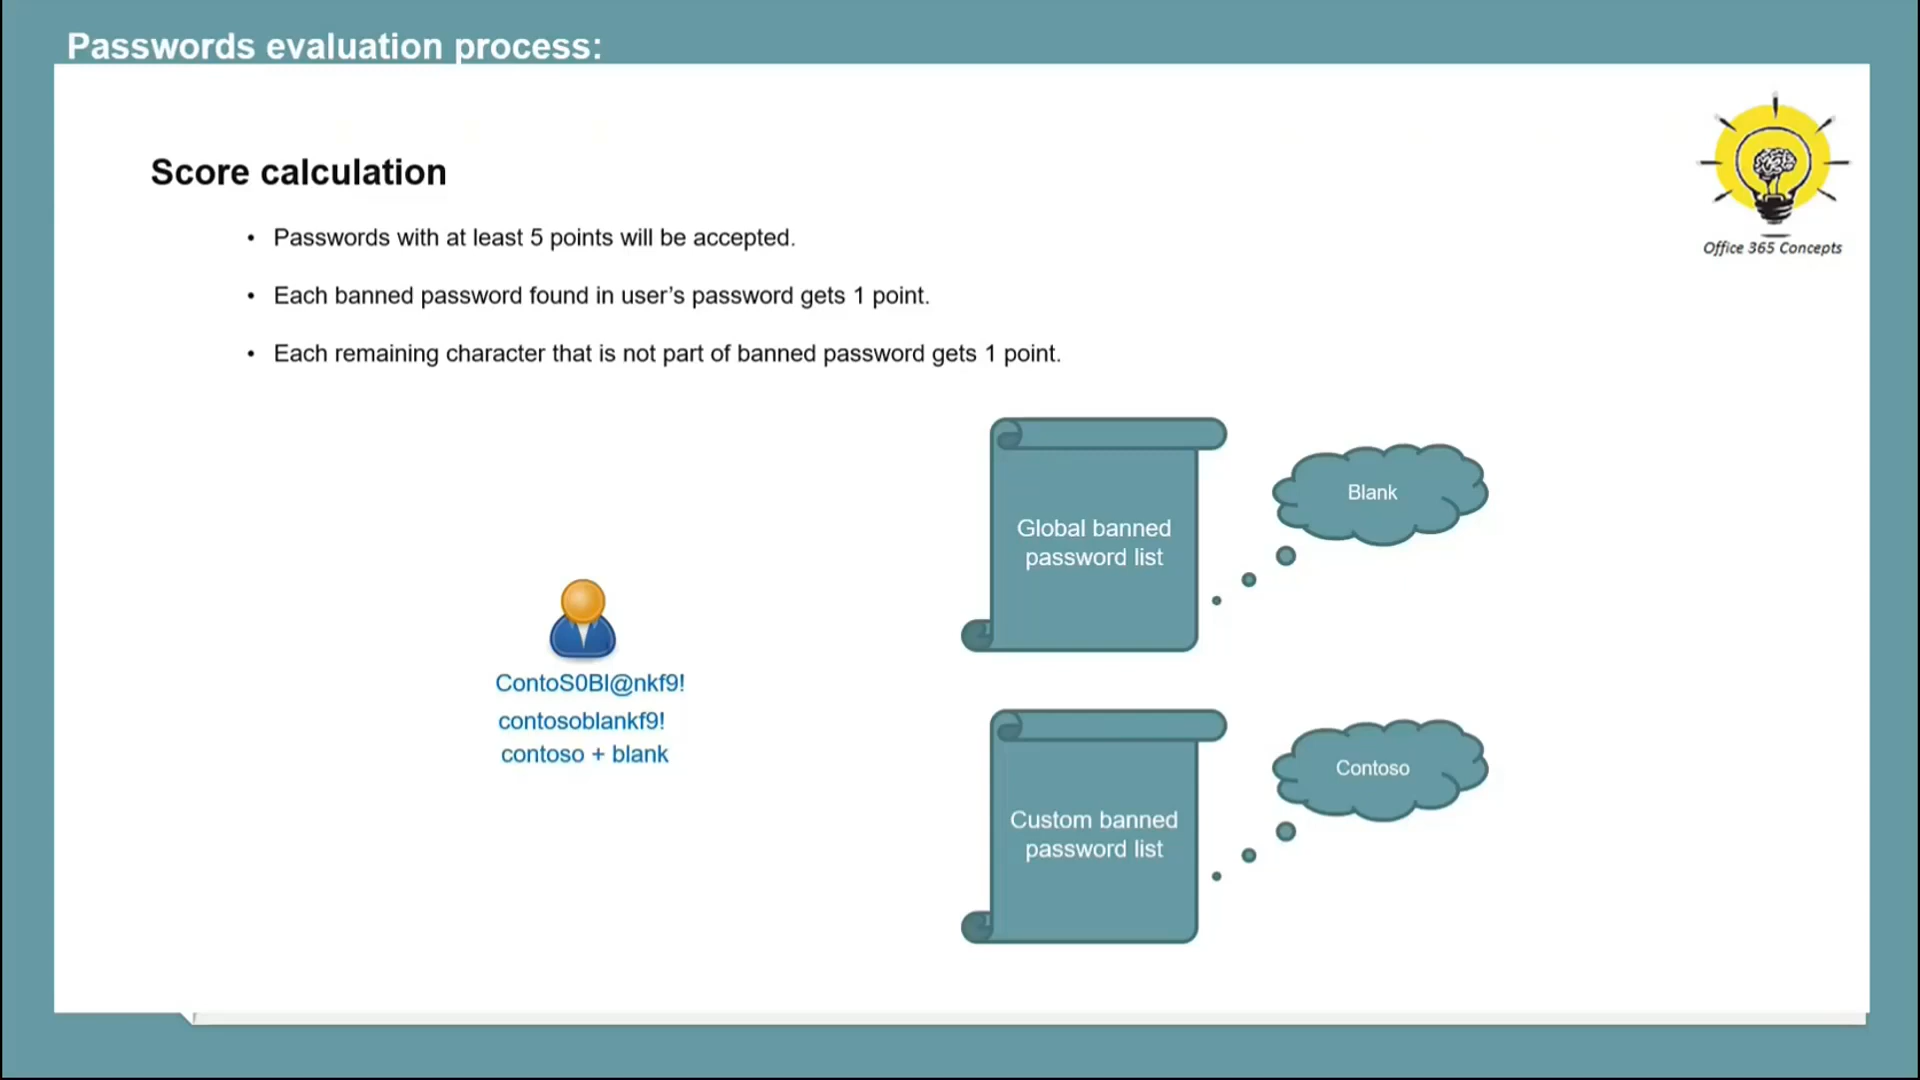 Passwords evaluation process:
Score calculation
• Passwords with at least 5 points will be accepted.
• Each banned password found in user’s password gets 1 point.
• Each remaining character that is not part of banned password gets 1 point.
Office 365 Concepts
Global banned
password list
Blank
ContoS0Bl@nkf9!
contosoblankf9!
contoso + blank
Custom banned
password list
Contoso